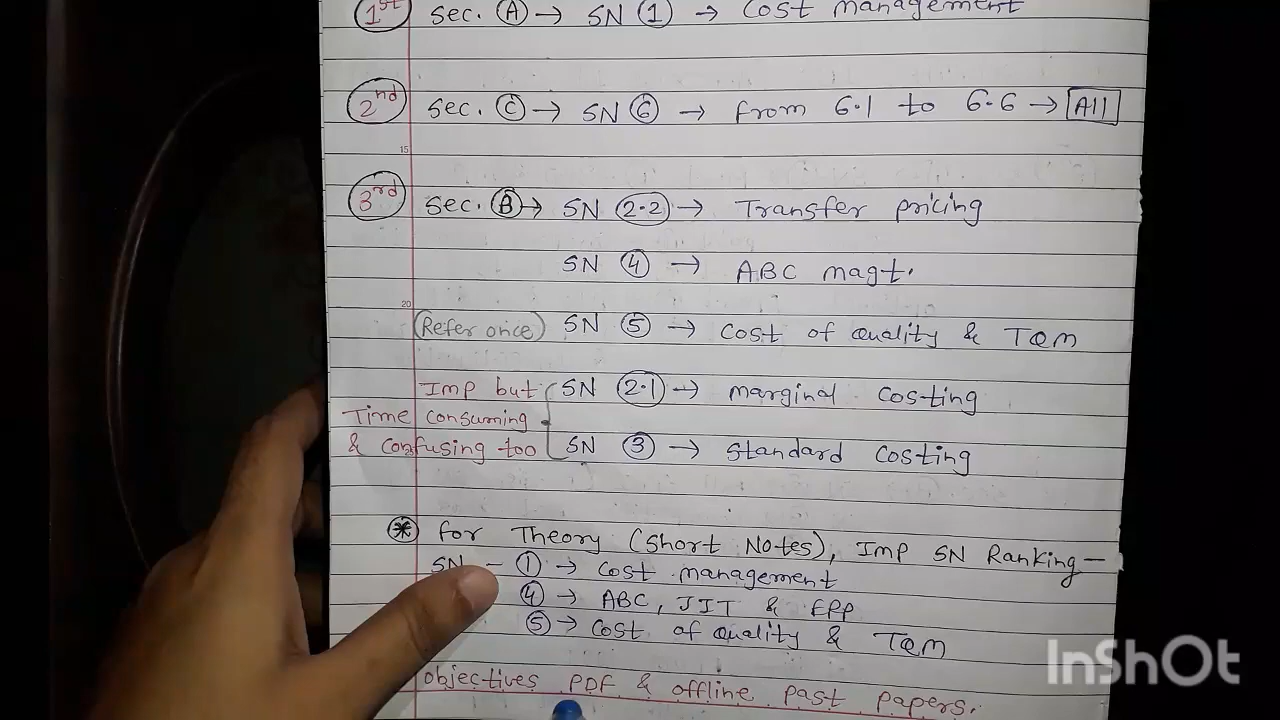 1st sec. A → SN 1 → Cost management
2nd sec. C → SN 6 → from 6.1 to 6.6 → All
15
3rd sec. B → SN 2.2 → Transfer pricing
SN 4 → ABC magt.
20
(Refer once) SN 5 → Cost of Quality & TQM
Imp but SN 2.1 → marginal costing
Time consuming
& confusing too SN 3 → Standard Costing
* for Theory (Short Notes), Imp SN Ranking -
SN - 1 → Cost management
4 → ABC, JIT & EPP
5 → Cost of quality & TQM
objectives PDF & offline past papers.
InShOt